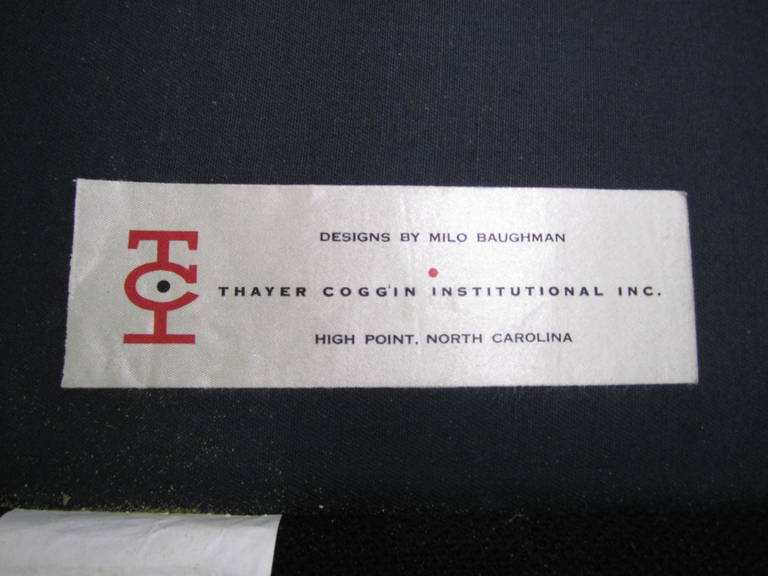 DESIGNS BY MILO BAUGHMAN
TCI
THAYER COGGIN INSTITUTIONAL INC.
HIGH POINT, NORTH CAROLINA